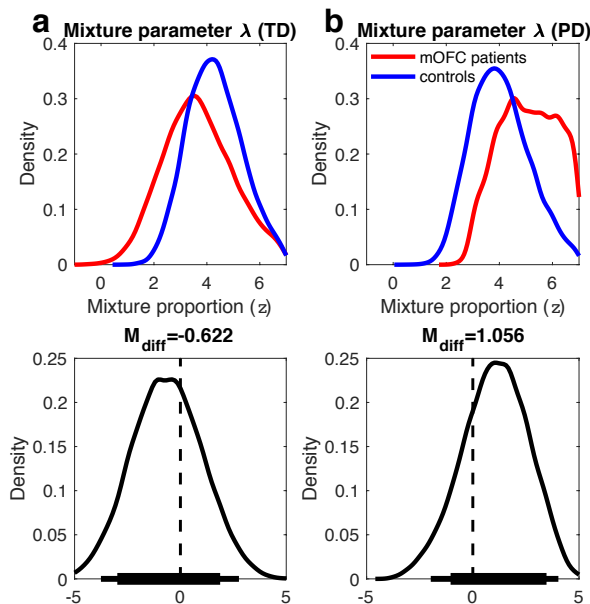 a
Mixture parameter λ (TD)
0.4
0.3
0.2
0.1
0
Density
0 2 4 6
Mixture proportion (z)
b
Mixture parameter λ (PD)
mOFC patients
controls
0.4
0.3
0.2
0.1
0
Density
0 2 4 6
Mixture proportion (z)
M_diff=-0.622
0.25
0.2
0.15
0.1
0.05
0
Density
-5 0 5
M_diff=1.056
0.25
0.2
0.15
0.1
0.05
0
Density
-5 0 5